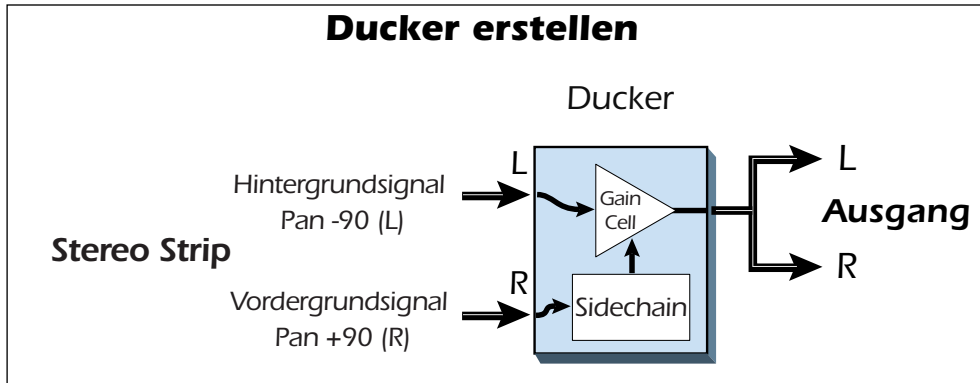 Ducker erstellen
Ducker
Hintergrundsignal
Pan -90 (L)
L
Gain
Cell
L
Stereo Strip
Ausgang
Vordergrundsignal
Pan +90 (R)
R
Sidechain
R